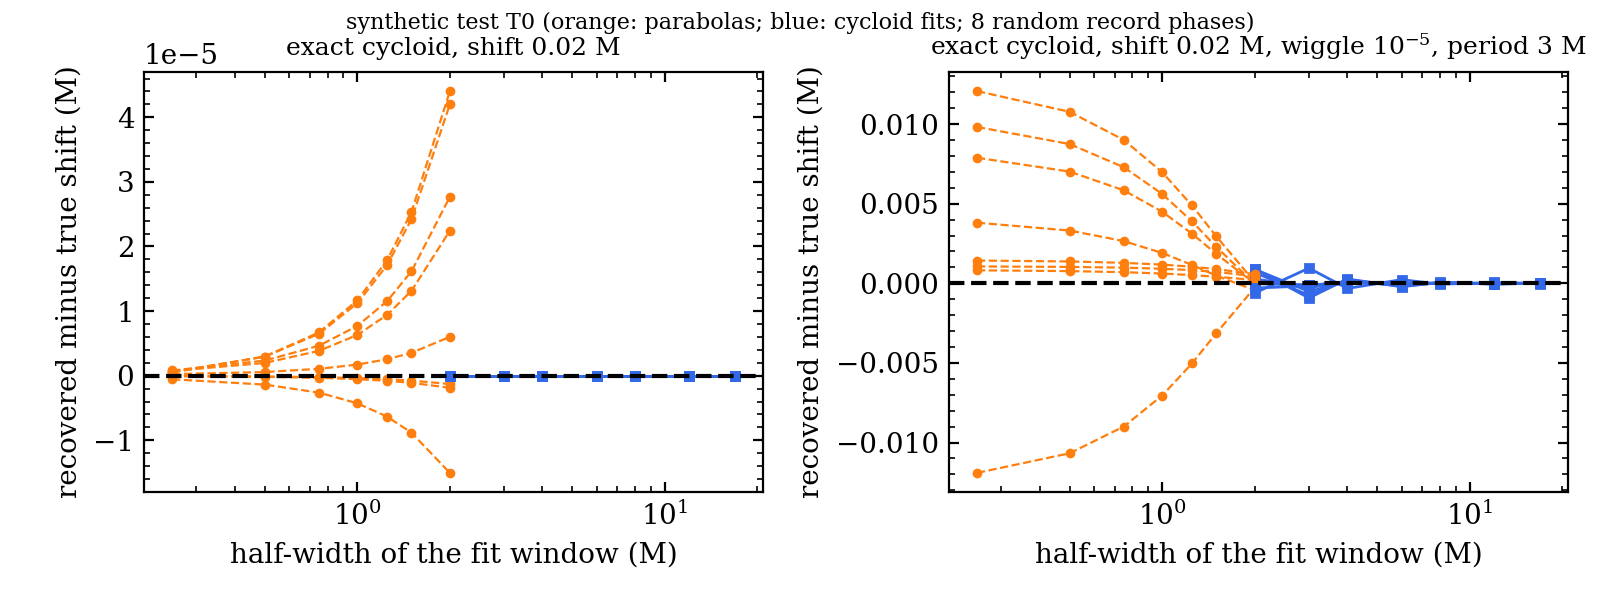 synthetic test T0 (orange: parabolas; blue: cycloid fits; 8 random record phases)
exact cycloid, shift 0.02 M
1e−5
recovered minus true shift (M)
4
3
2
1
0
−1
10⁰
10¹
half-width of the fit window (M)
exact cycloid, shift 0.02 M, wiggle 10⁻⁵, period 3 M
recovered minus true shift (M)
0.010
0.005
0.000
−0.005
−0.010
10⁰
10¹
half-width of the fit window (M)